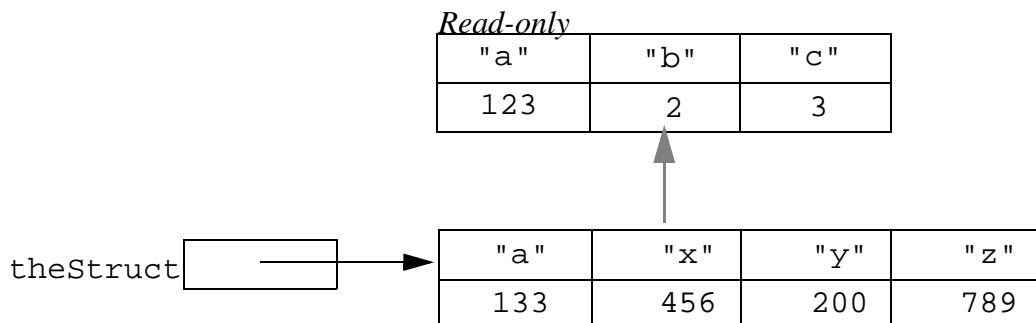 Read-only
"a" "b" "c"
123 2 3
"a" "x" "y" "z"
theStruct
133 456 200 789